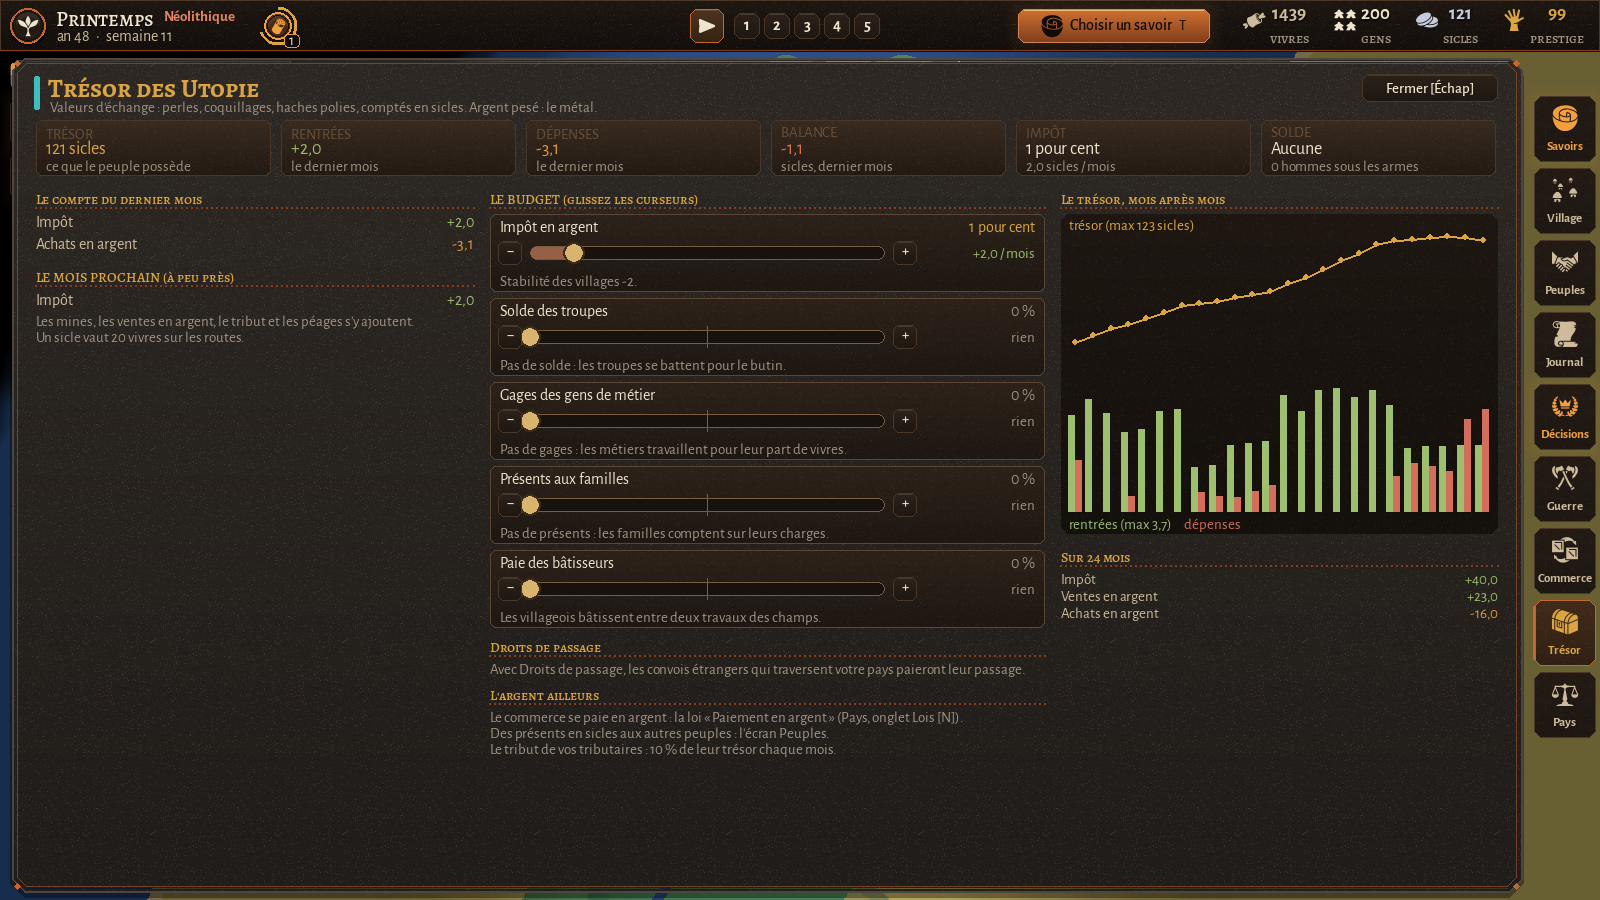 Printemps Néolithique
an 48 · semaine 11
1
1 2 3 4 5
Choisir un savoir T
1439
VIVRES
200
GENS
121
SICLES
99
PRESTIGE
Trésor des Utopie
Valeurs d'échange : perles, coquillages, haches polies, comptés en sicles. Argent pesé : le métal.
Fermer [Échap]
TRÉSOR
121 sicles
ce que le peuple possède
RENTRÉES
+2,0
le dernier mois
DÉPENSES
-3,1
le dernier mois
BALANCE
-1,1
sicles, dernier mois
IMPÔT
1 pour cent
2,0 sicles / mois
SOLDE
Aucune
0 hommes sous les armes
Le compte du dernier mois
Impôt +2,0
Achats en argent -3,1
LE MOIS PROCHAIN (À PEU PRÈS)
Impôt +2,0
Les mines, les ventes en argent, le tribut et les péages s'y ajoutent.
Un sicle vaut 20 vivres sur les routes.
LE BUDGET (GLISSEZ LES CURSEURS)
Impôt en argent 1 pour cent
− + +2,0 / mois
Stabilité des villages -2.
Solde des troupes 0 %
− + rien
Pas de solde : les troupes se battent pour le butin.
Gages des gens de métier 0 %
− + rien
Pas de gages : les métiers travaillent pour leur part de vivres.
Présents aux familles 0 %
− + rien
Pas de présents : les familles comptent sur leurs charges.
Paie des bâtisseurs 0 %
− + rien
Les villageois bâtissent entre deux travaux des champs.
Droits de passage
Avec Droits de passage, les convois étrangers qui traversent votre pays paieront leur passage.
L'argent ailleurs
Le commerce se paie en argent : la loi « Paiement en argent » (Pays, onglet Lois [N]).
Des présents en sicles aux autres peuples : l'écran Peuples.
Le tribut de vos tributaires : 10 % de leur trésor chaque mois.
Le trésor, mois après mois
trésor (max 123 sicles)
rentrées (max 3,7) dépenses
Sur 24 mois
Impôt +40,0
Ventes en argent +23,0
Achats en argent -16,0
Savoirs
Village
Peuples
Journal
Décisions
Guerre
Commerce
Trésor
Pays